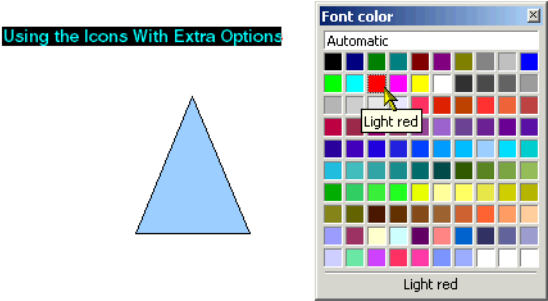 Using the Icons With Extra Options
Font color
Automatic
Light red
Light red